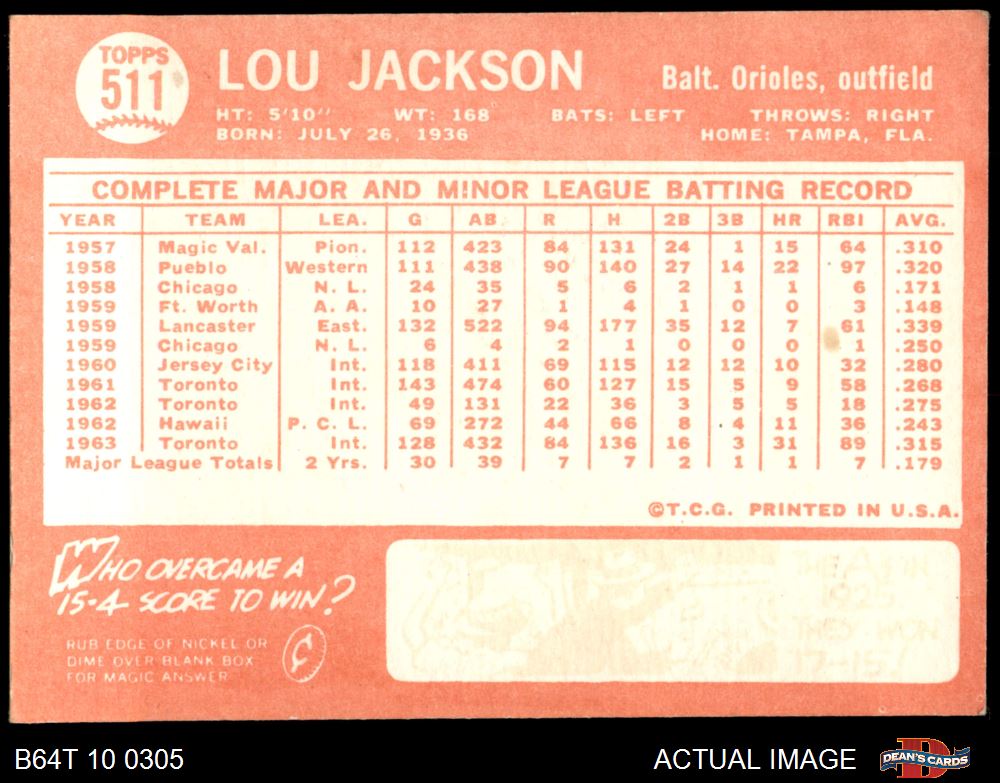 TOPPS
511
LOU JACKSON
Balt. Orioles, outfield
HT: 5'10" WT: 168 BATS: LEFT THROWS: RIGHT
BORN: JULY 26, 1936 HOME: TAMPA, FLA.
COMPLETE MAJOR AND MINOR LEAGUE BATTING RECORD
YEAR TEAM LEA. G AB R H 2B 3B HR RBI AVG.
1957 Magic Val. Pion. 112 423 84 131 24 1 15 64 .310
1958 Pueblo Western 111 438 90 140 27 14 22 97 .320
1958 Chicago N. L. 24 35 5 6 2 1 1 6 .171
1959 Ft. Worth A. A. 10 27 1 4 1 0 0 3 .148
1959 Lancaster East. 132 522 94 177 35 12 7 61 .339
1959 Chicago N. L. 6 4 2 1 0 0 0 1 .250
1960 Jersey City Int. 118 411 69 115 12 12 10 32 .280
1961 Toronto Int. 143 474 60 127 15 5 9 58 .268
1962 Toronto Int. 49 131 22 36 3 5 5 18 .275
1962 Hawaii P. C. L. 69 272 44 66 8 4 11 36 .243
1963 Toronto Int. 128 432 84 136 16 3 31 89 .315
Major League Totals 2 Yrs. 30 39 7 7 2 1 1 7 .179
©T.C.G. PRINTED IN U.S.A.
WHO OVERCAME A
15-4 SCORE TO WIN?
RUB EDGE OF NICKEL OR
DIME OVER BLANK BOX
FOR MAGIC ANSWER
¢
THE A'S IN
1925
THEY WON
17-15!
B64T 10 0305
ACTUAL IMAGE
DEAN'S CARDS